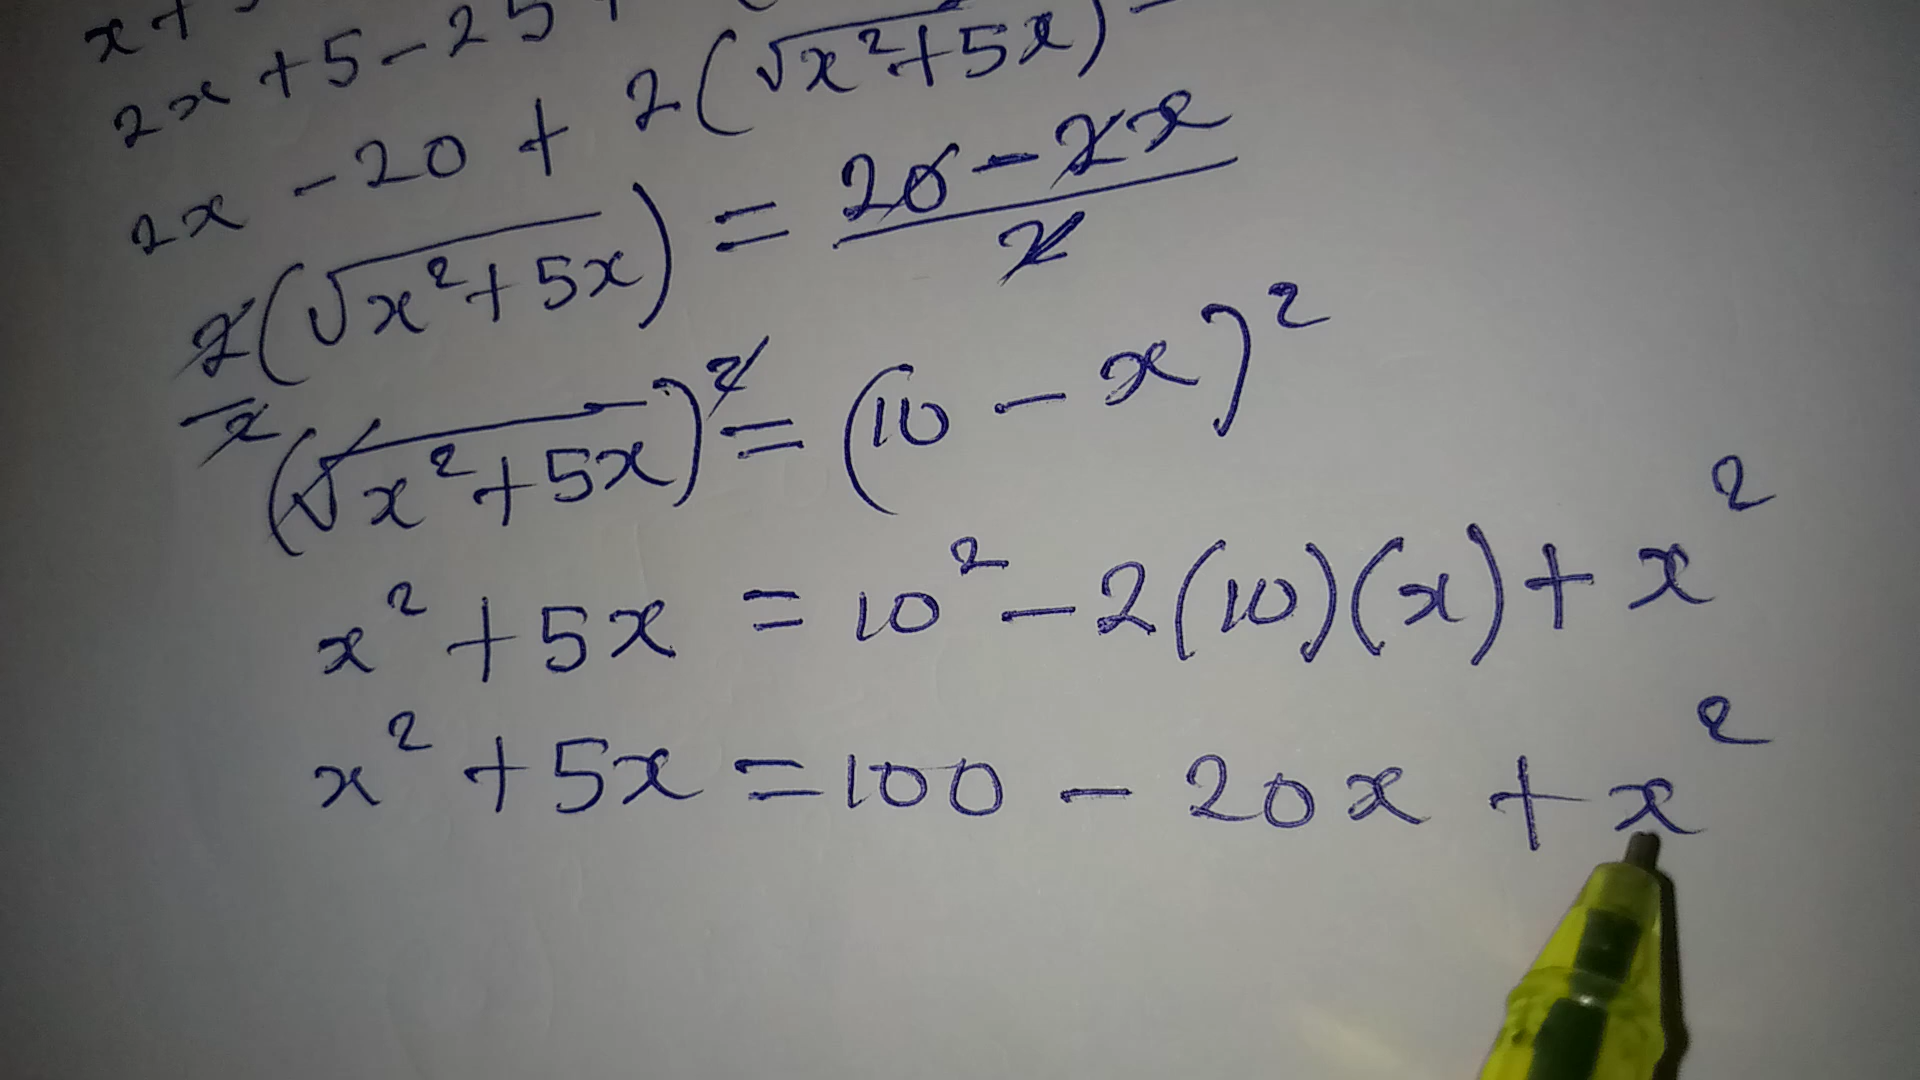 x +
2x + 5 - 25 +
2x - 20 + 2(√x²+5x)
2(√x²+5x)/2 = 20 - 2x/2
(√x²+5x)² = (10 - x)²
x² + 5x = 10² - 2(10)(x) + x²
x² + 5x = 100 - 20x + x²